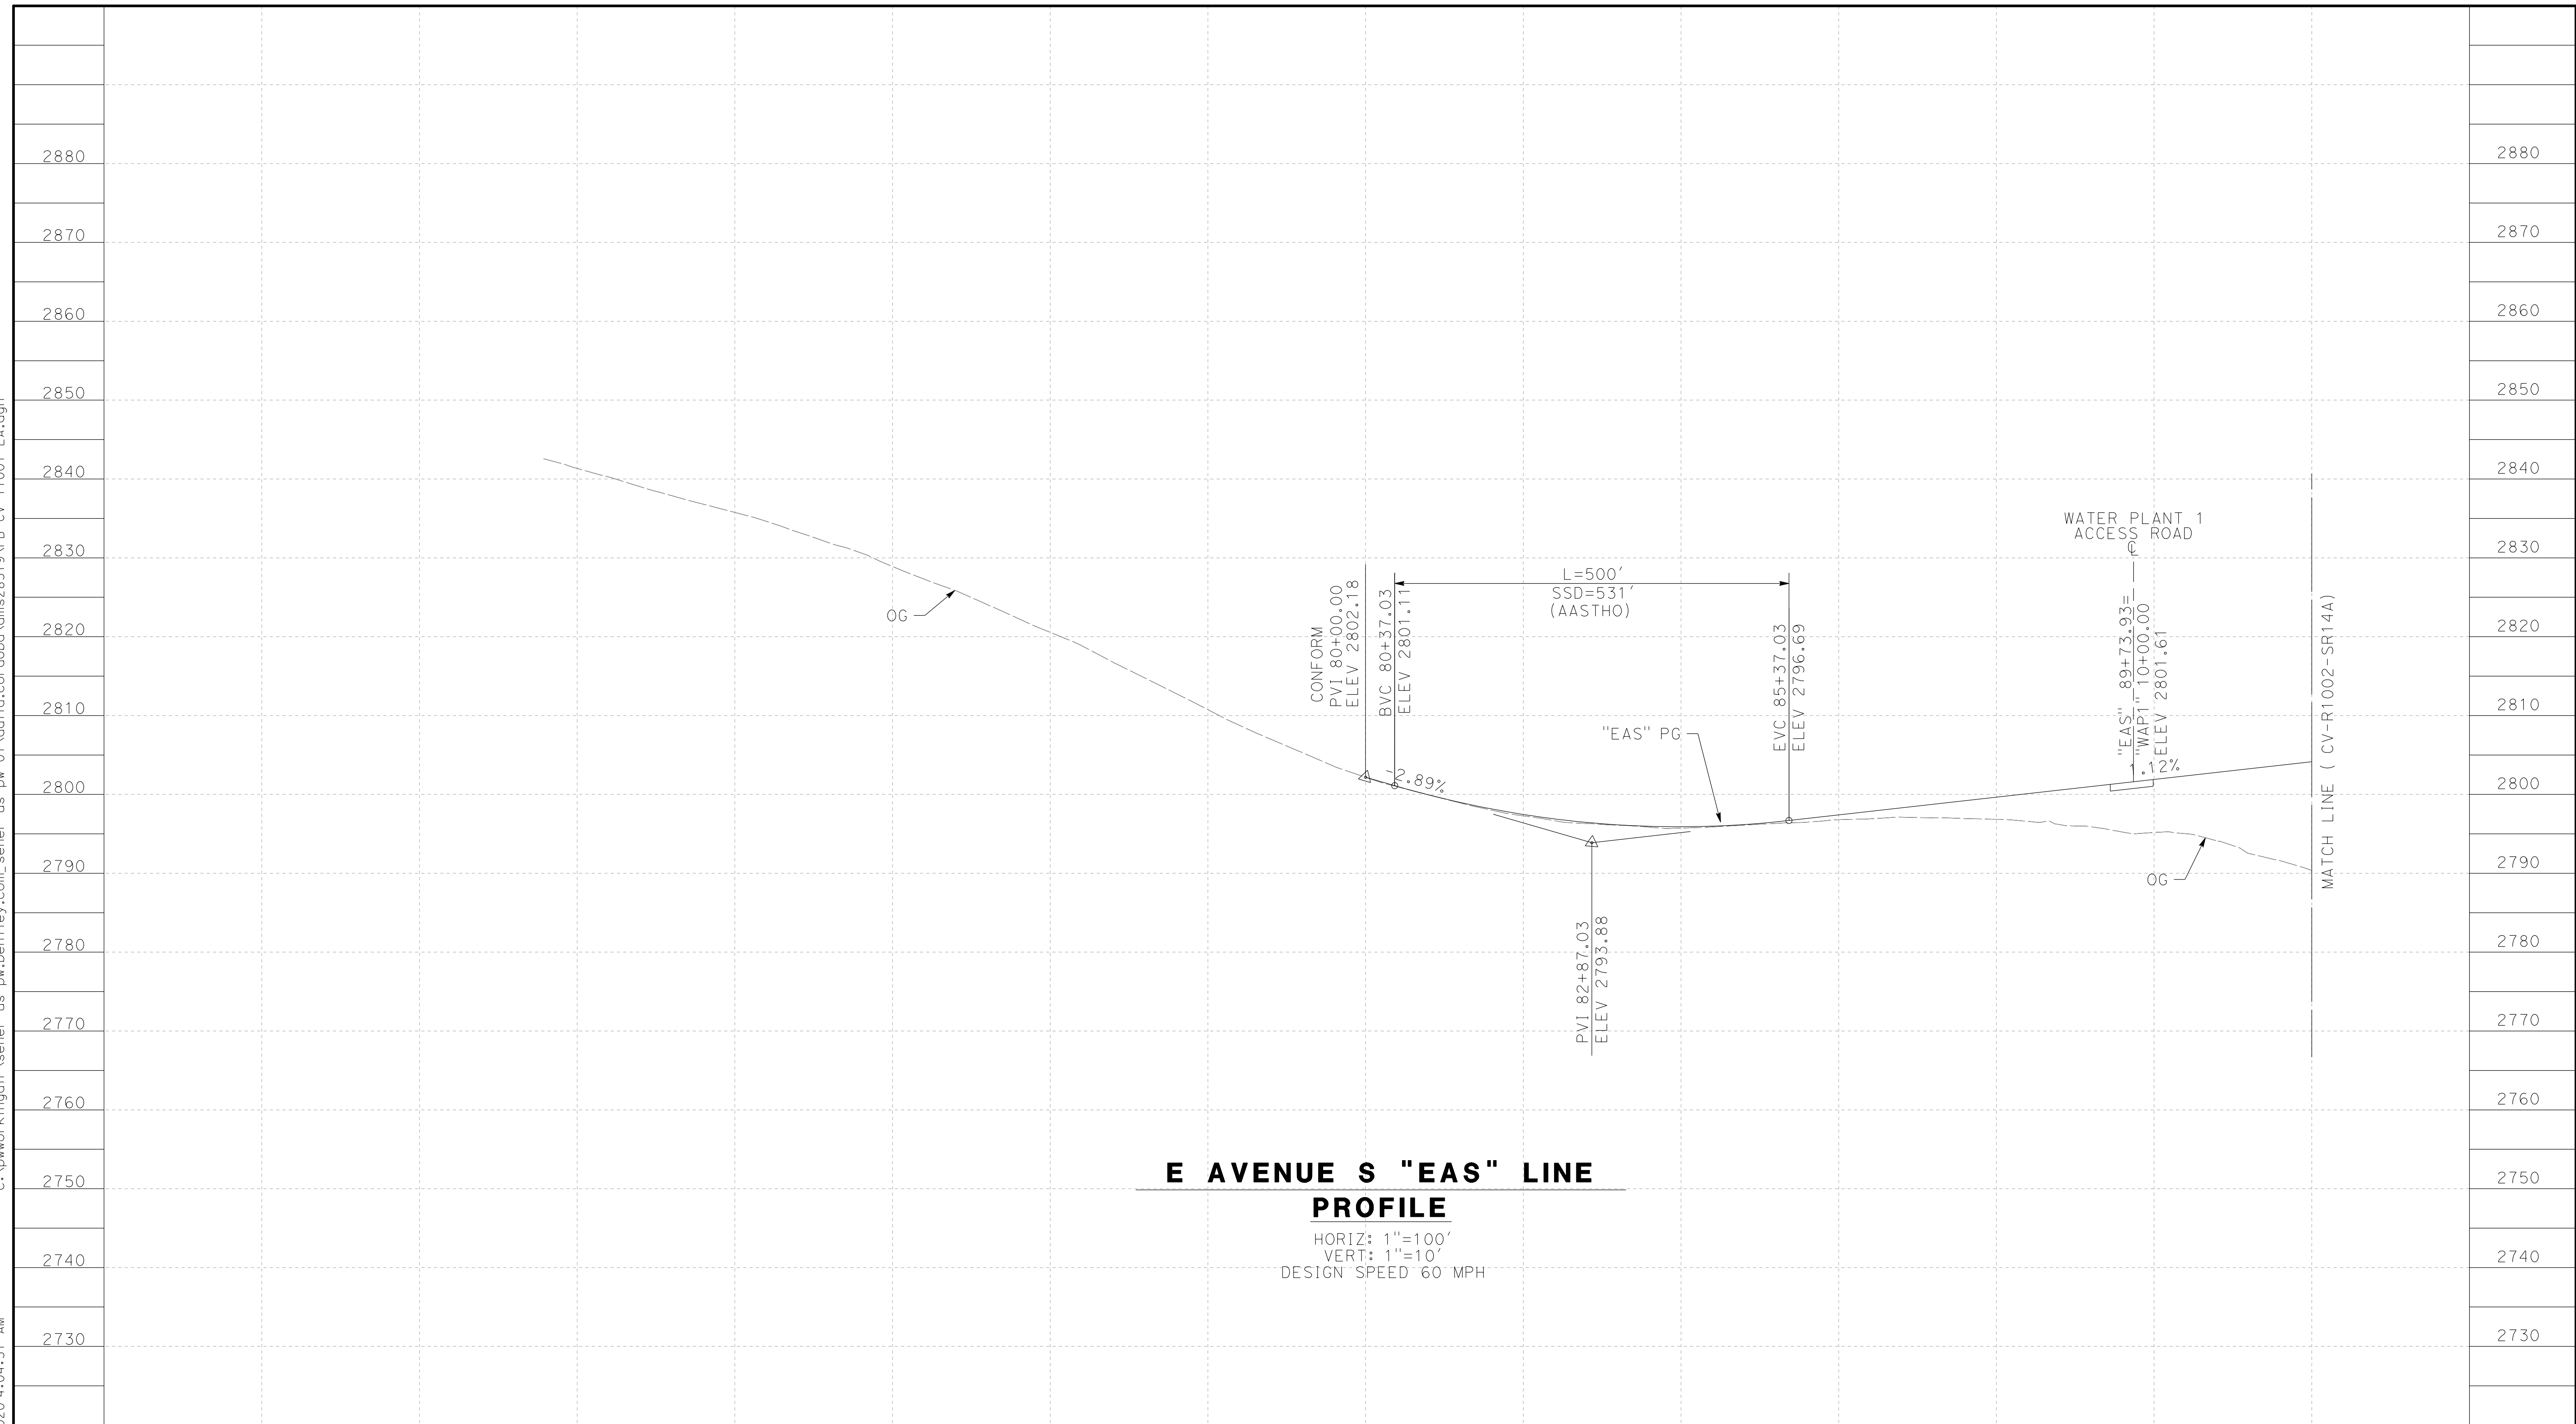 2880
2870
2860
2850
2840
2830
2820
2810
2800
2790
2780
2770
2760
2750
2740
2730
OG
CONFORM
PVI 80+00.00
ELEV 2802.18
BVC 80+37.03
ELEV 2801.11
L=500'
SSD=531'
(AASTHO)
-2.89%
"EAS" PG
PVI 82+87.03
ELEV 2793.88
EVC 85+37.03
ELEV 2796.69
WATER PLANT 1
ACCESS ROAD
℄
"EAS" 89+73.93=
"WAP1" 10+00.00
ELEV 2801.61
1.12%
OG
MATCH LINE ( CV-R1002-SR14A)
E AVENUE S "EAS" LINE
PROFILE
HORIZ: 1"=100'
VERT: 1"=10'
DESIGN SPEED 60 MPH
2880
2870
2860
2850
2840
2830
2820
2810
2800
2790
2780
2770
2760
2750
2740
2730